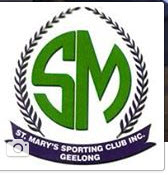 SM
ST. MARY'S SPORTING CLUB INC.
GEELONG